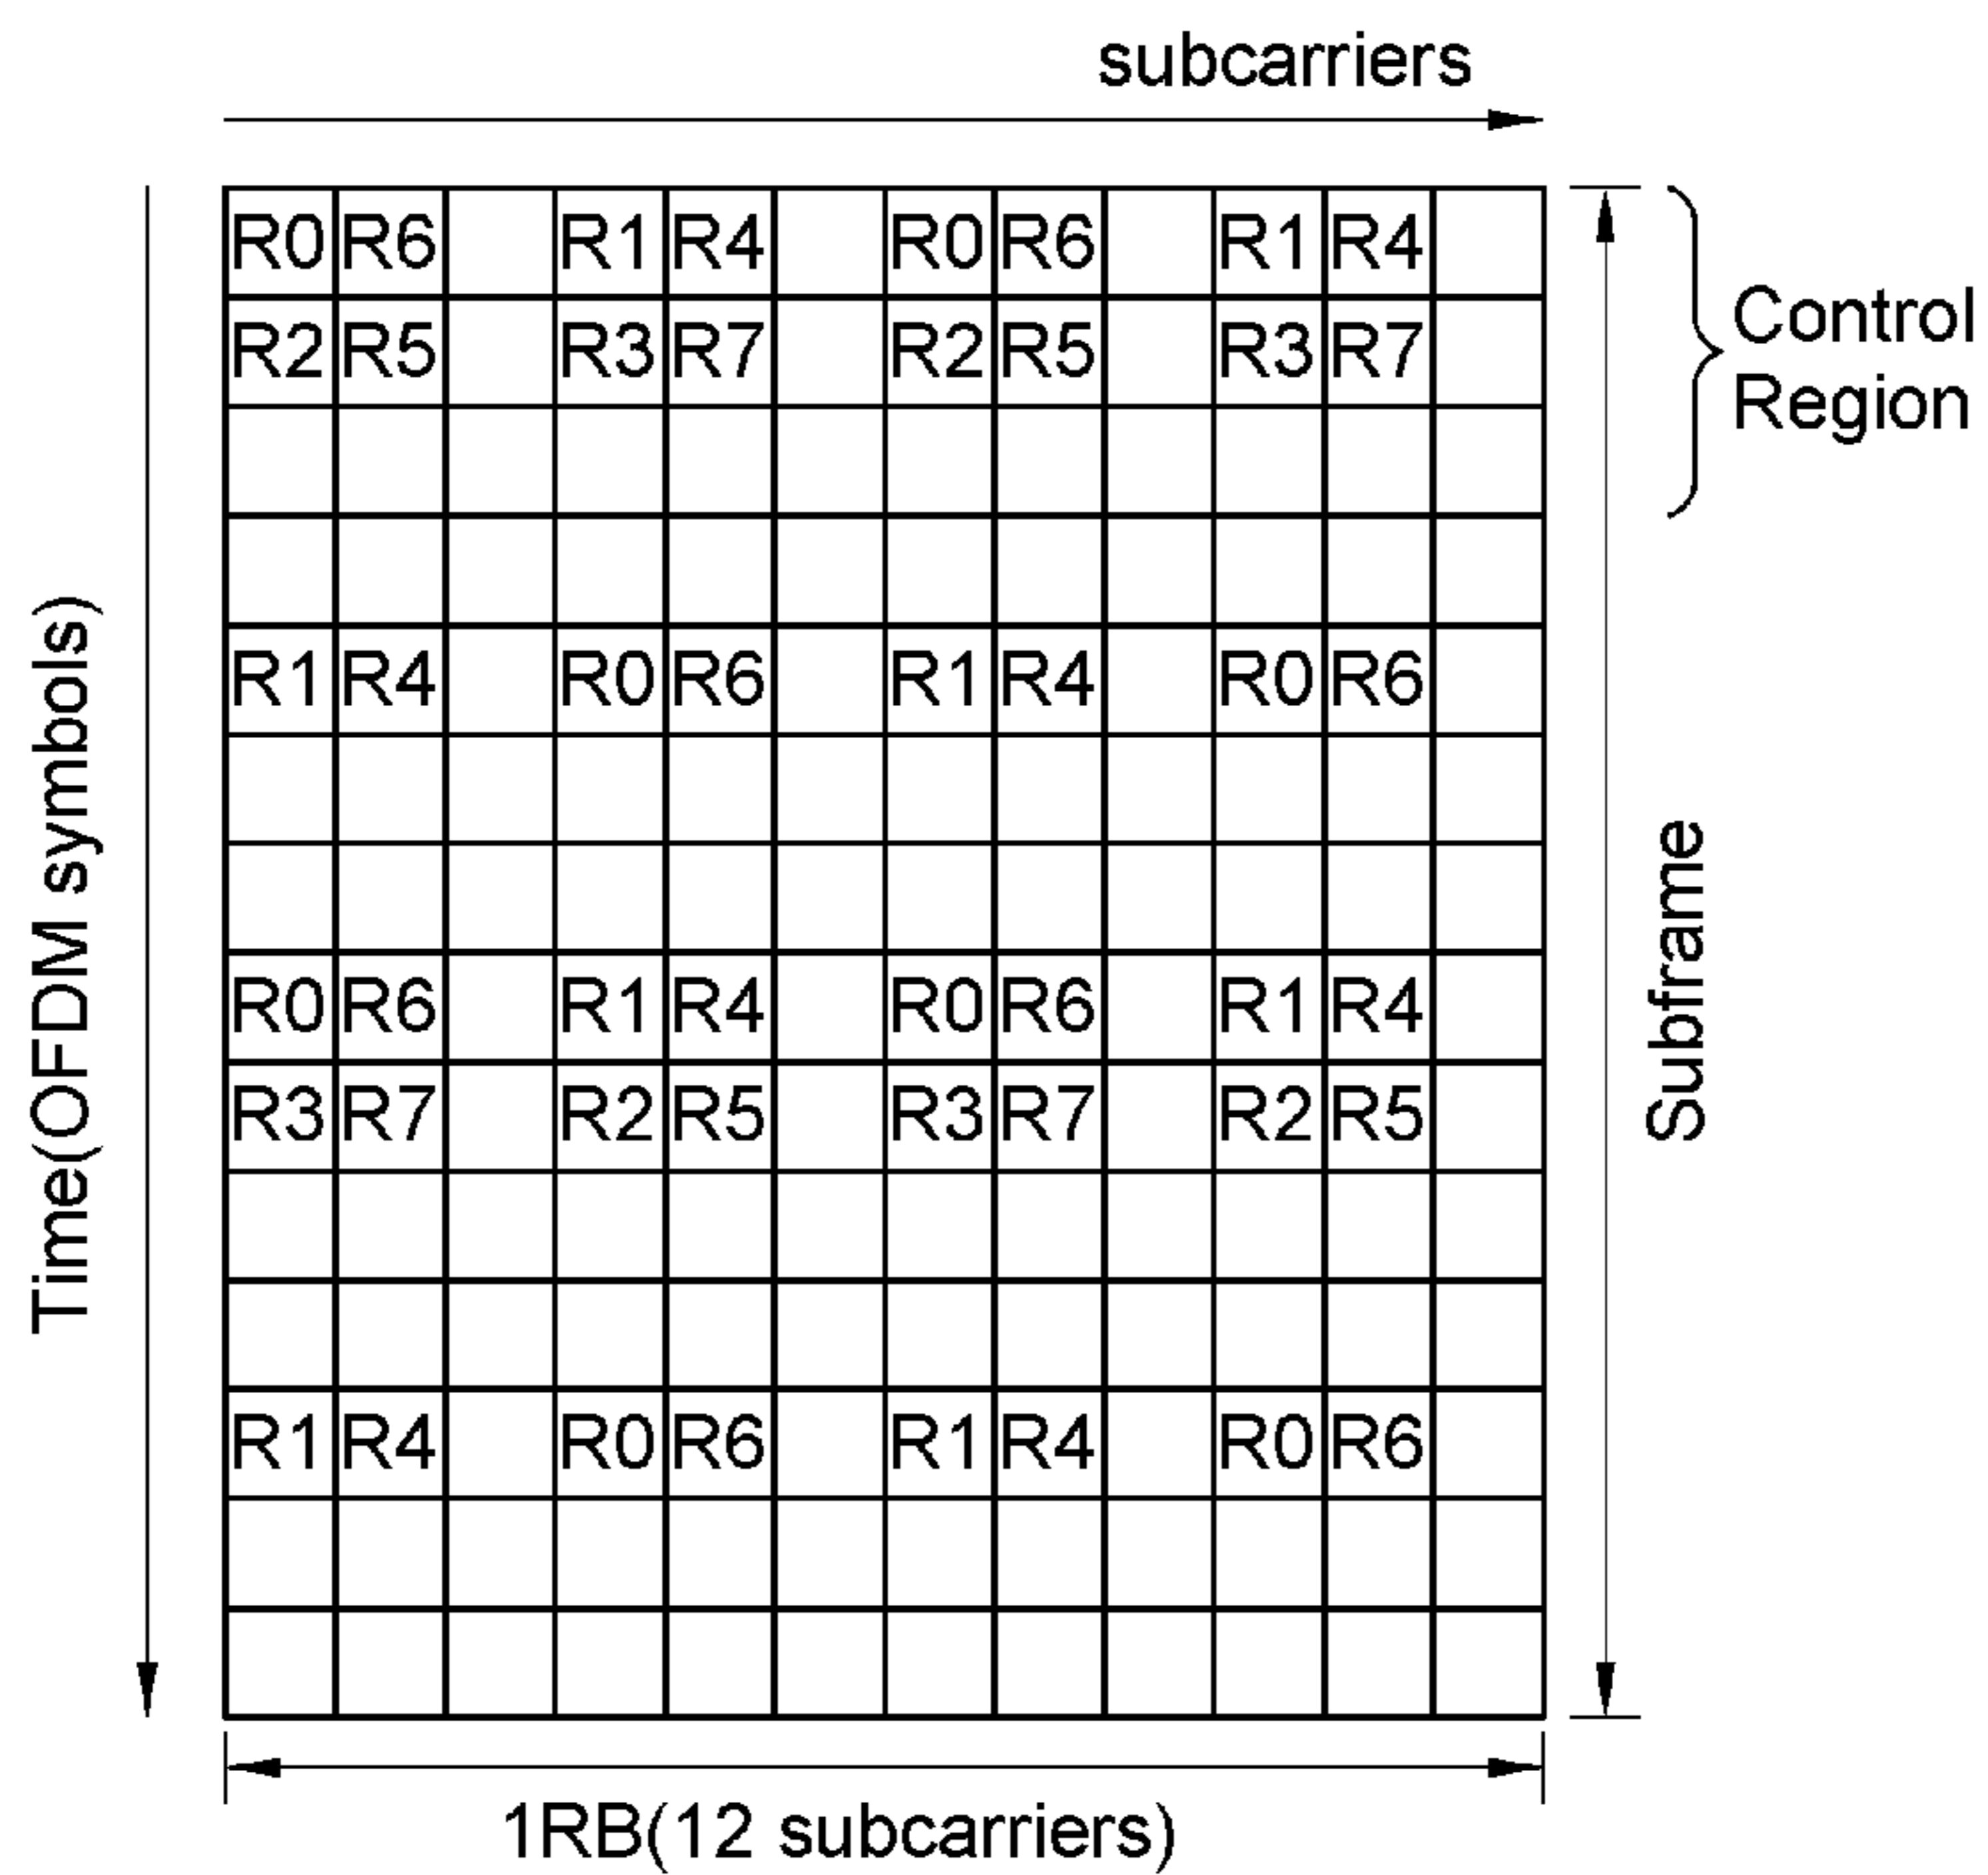 subcarriers
R0 R6 R1 R4 R0 R6 R1 R4
R2 R5 R3 R7 R2 R5 R3 R7
Control
Region
R1 R4 R0 R6 R1 R4 R0 R6
Time(OFDM symbols)
Subframe
R0 R6 R1 R4 R0 R6 R1 R4
R3 R7 R2 R5 R3 R7 R2 R5
R1 R4 R0 R6 R1 R4 R0 R6
1RB(12 subcarriers)